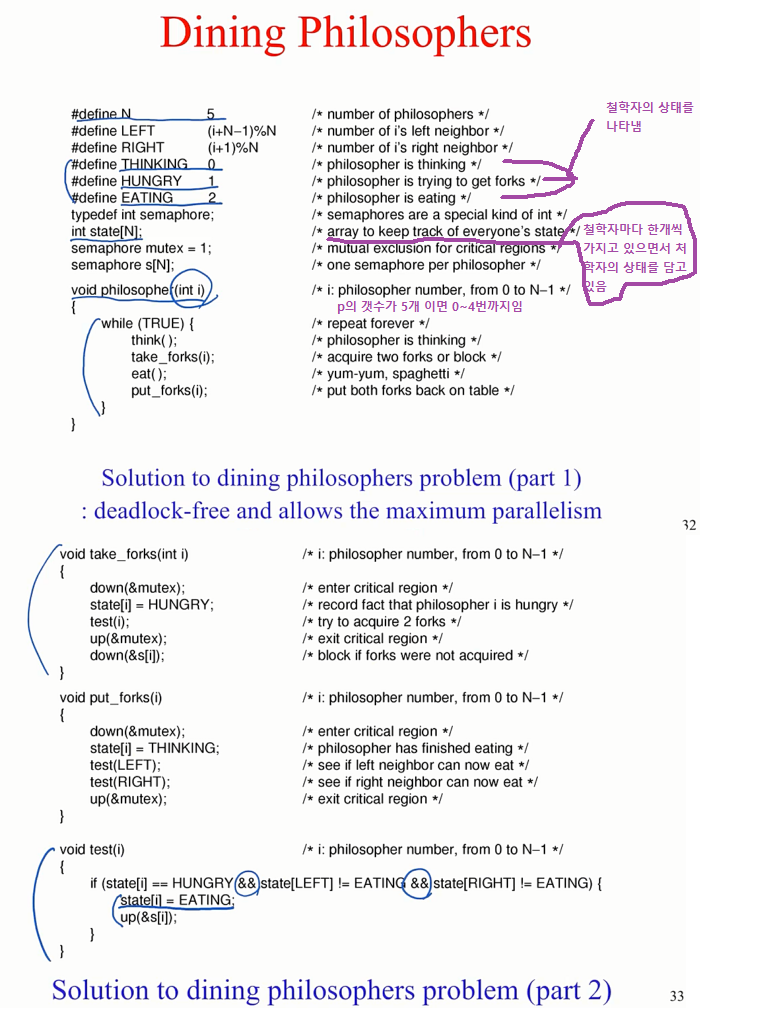 Dining Philosophers
#define N 5 /* number of philosophers */
#define LEFT (i+N−1)%N /* number of i's left neighbor */
#define RIGHT (i+1)%N /* number of i's right neighbor */
#define THINKING 0 /* philosopher is thinking */
#define HUNGRY 1 /* philosopher is trying to get forks */
#define EATING 2 /* philosopher is eating */
철학자의 상태를
나타냄
typedef int semaphore; /* semaphores are a special kind of int */
int state[N]; /* array to keep track of everyone's state */
semaphore mutex = 1; /* mutual exclusion for critical regions */
semaphore s[N]; /* one semaphore per philosopher */
철학자마다 한개씩
가지고 있으면서 처
학자의 상태를 담고
있음
void philosopher(int i) /* i: philosopher number, from 0 to N−1 */
{
p의 갯수가 5개 이면 0~4번까지임
while (TRUE) { /* repeat forever */
think( ); /* philosopher is thinking */
take_forks(i); /* acquire two forks or block */
eat( ); /* yum-yum, spaghetti */
put_forks(i); /* put both forks back on table */
}
}
Solution to dining philosophers problem (part 1)
: deadlock-free and allows the maximum parallelism
32
void take_forks(int i) /* i: philosopher number, from 0 to N−1 */
{
down(&mutex); /* enter critical region */
state[i] = HUNGRY; /* record fact that philosopher i is hungry */
test(i); /* try to acquire 2 forks */
up(&mutex); /* exit critical region */
down(&s[i]); /* block if forks were not acquired */
}
void put_forks(i) /* i: philosopher number, from 0 to N−1 */
{
down(&mutex); /* enter critical region */
state[i] = THINKING; /* philosopher has finished eating */
test(LEFT); /* see if left neighbor can now eat */
test(RIGHT); /* see if right neighbor can now eat */
up(&mutex); /* exit critical region */
}
void test(i) /* i: philosopher number, from 0 to N−1 */
{
if (state[i] == HUNGRY && state[LEFT] != EATING && state[RIGHT] != EATING) {
state[i] = EATING;
up(&s[i]);
}
}
Solution to dining philosophers problem (part 2)
33